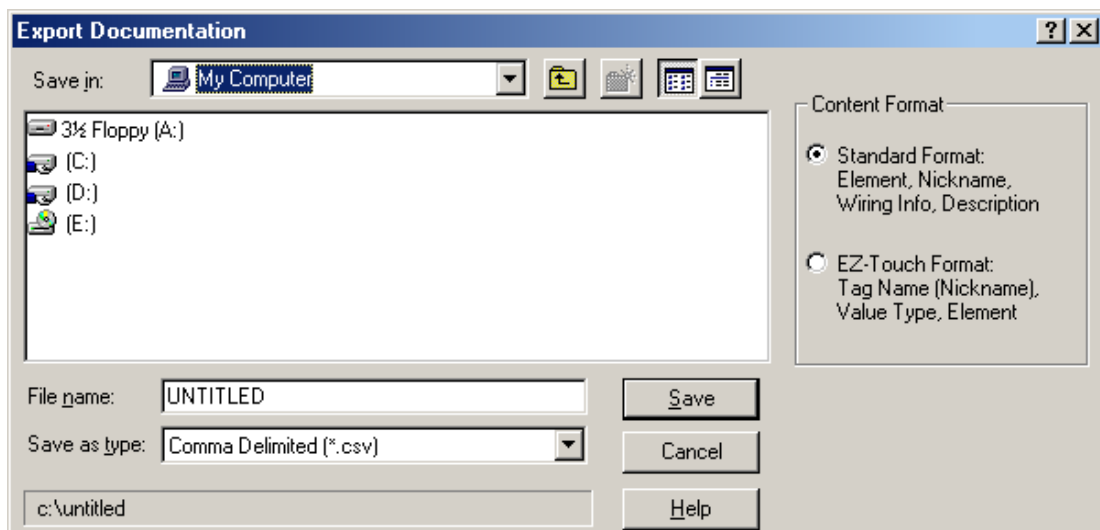 Export Documentation
Save in:
My Computer
3½ Floppy (A:)
(C:)
(D:)
(E:)
Content Format
Standard Format:
Element, Nickname,
Wiring Info, Description
EZ-Touch Format:
Tag Name (Nickname),
Value Type, Element
File name:
UNTITLED
Save
Save as type:
Comma Delimited (*.csv)
Cancel
c:\untitled
Help